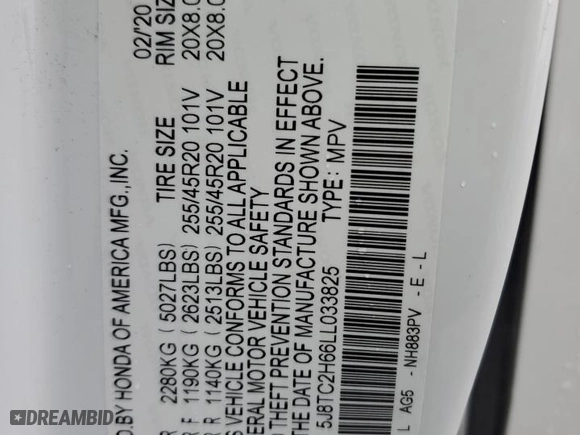 D.BY HONDA OF AMERICA MFG.,INC. 02/'20
R 2280KG ( 5027LBS) TIRE SIZE RIM SIZE
R F 1190KG ( 2623LBS) 255/45R20 101V 20X8.0
R R 1140KG ( 2513LBS) 255/45R20 101V 20X8.0
S VEHICLE CONFORMS TO ALL APPLICABLE
ERAL MOTOR VEHICLE SAFETY
THEFT PREVENTION STANDARDS IN EFFECT
THE DATE OF MANUFACTURE SHOWN ABOVE.
5J8TC2H66LL033825 TYPE: MPV
L AG5 - NH883PV - E - L
DREAMBID